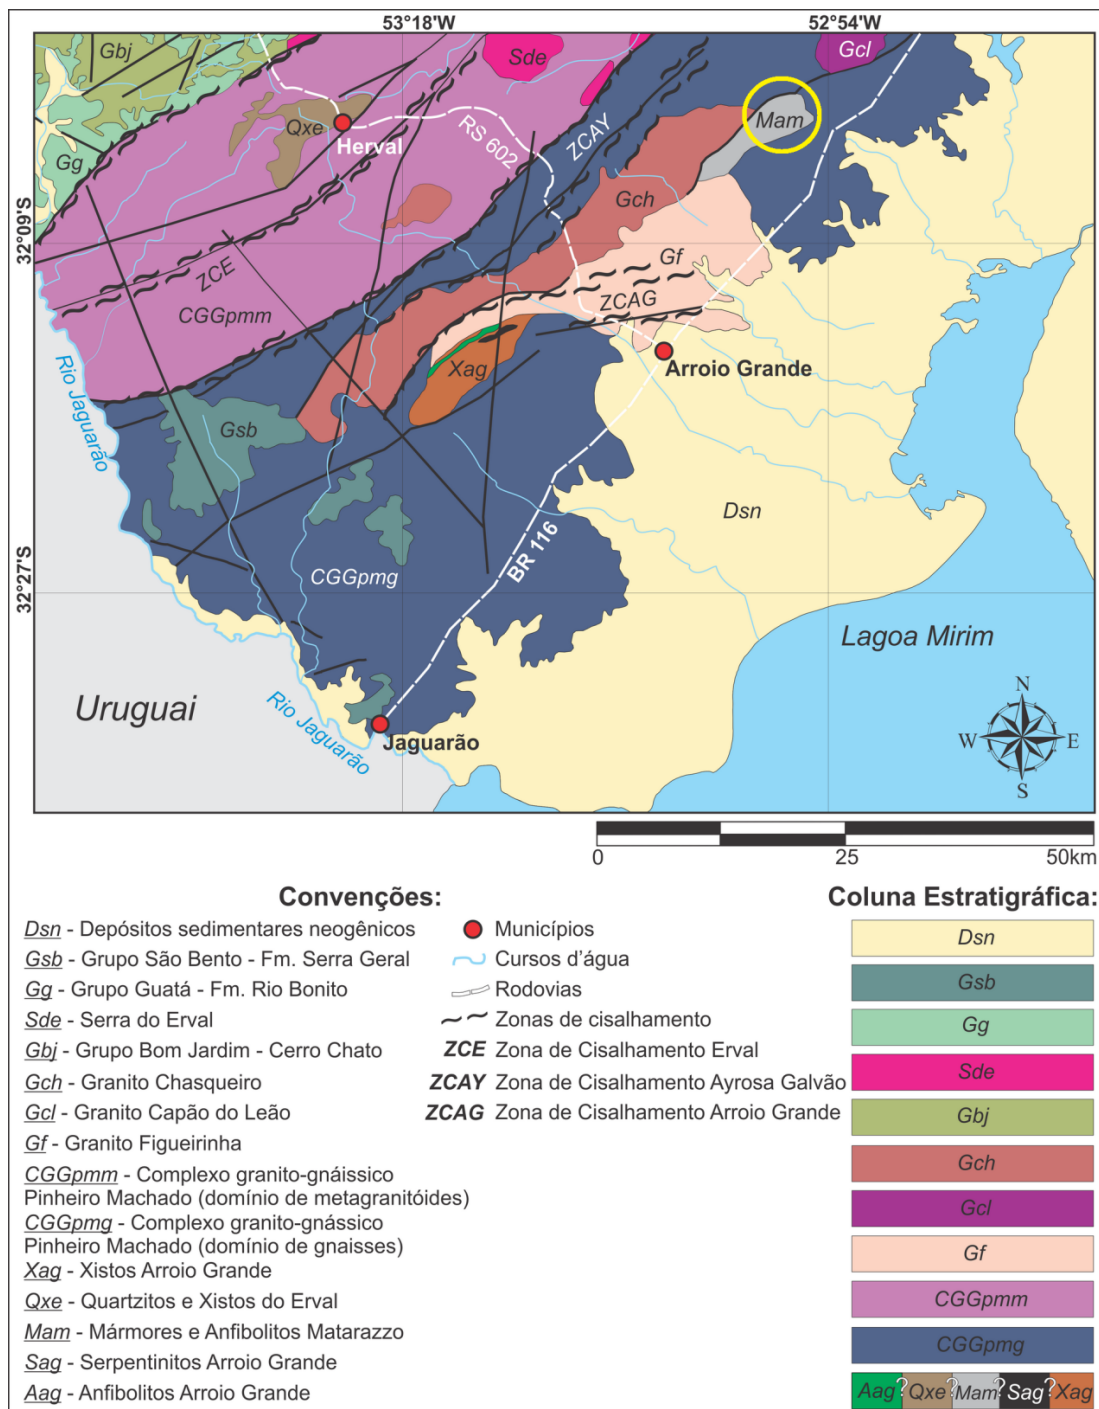 53°18'W
52°54'W
Gbj
Sde
Gcl
Mam
Qxe
Herval
RS 602
ZCAY
Gg
Gch
32°09'S
ZCE
Gf
CGGpmm
ZCAG
Rio Jaguarão
Xag
Arroio Grande
Gsb
Dsn
BR 116
CGGpmg
32°27'S
Lagoa Mirim
Uruguai
Rio Jaguarão
Jaguarão
N
W
E
S
0
25
50km
Convenções:
Dsn - Depósitos sedimentares neogênicos
Gsb - Grupo São Bento - Fm. Serra Geral
Gg - Grupo Guatá - Fm. Rio Bonito
Sde - Serra do Erval
Gbj - Grupo Bom Jardim - Cerro Chato
Gch - Granito Chasqueiro
Gcl - Granito Capão do Leão
Gf - Granito Figueirinha
CGGpmm - Complexo granito-gnáissico
Pinheiro Machado (domínio de metagranitóides)
CGGpmg - Complexo granito-gnássico
Pinheiro Machado (domínio de gnaisses)
Xag - Xistos Arroio Grande
Qxe - Quartzitos e Xistos do Erval
Mam - Mármores e Anfibolitos Matarazzo
Sag - Serpentinitos Arroio Grande
Aag - Anfibolitos Arroio Grande
Municípios
Cursos d'água
Rodovias
Zonas de cisalhamento
ZCE Zona de Cisalhamento Erval
ZCAY Zona de Cisalhamento Ayrosa Galvão
ZCAG Zona de Cisalhamento Arroio Grande
Coluna Estratigráfica:
Dsn
Gsb
Gg
Sde
Gbj
Gch
Gcl
Gf
CGGpmm
CGGpmg
Aag ? Qxe ? Mam ? Sag ? Xag